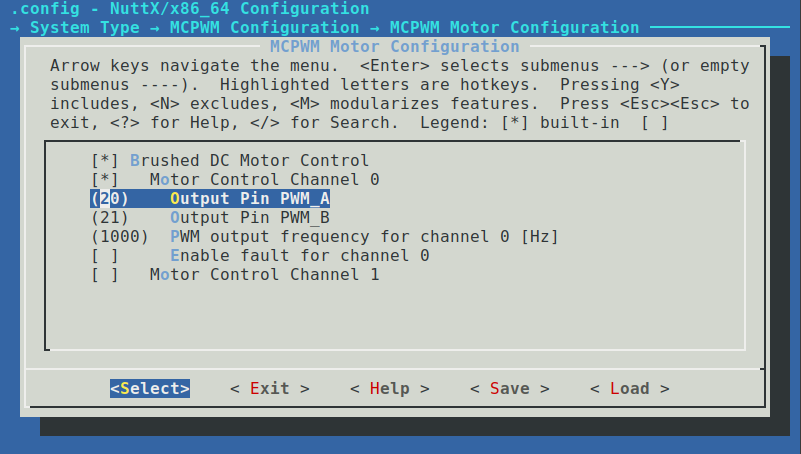 .config - NuttX/x86_64 Configuration
→ System Type → MCPWM Configuration → MCPWM Motor Configuration
MCPWM Motor Configuration
Arrow keys navigate the menu.  <Enter> selects submenus ---> (or empty
submenus ----).  Highlighted letters are hotkeys.  Pressing <Y>
includes, <N> excludes, <M> modularizes features.  Press <Esc><Esc> to
exit, <?> for Help, </> for Search.  Legend: [*] built-in  [ ]
[*] Brushed DC Motor Control
[*]   Motor Control Channel 0
(20)    Output Pin PWM_A
(21)    Output Pin PWM_B
(1000)  PWM output frequency for channel 0 [Hz]
[ ]     Enable fault for channel 0
[ ]   Motor Control Channel 1
<Select>    < Exit >    < Help >    < Save >    < Load >